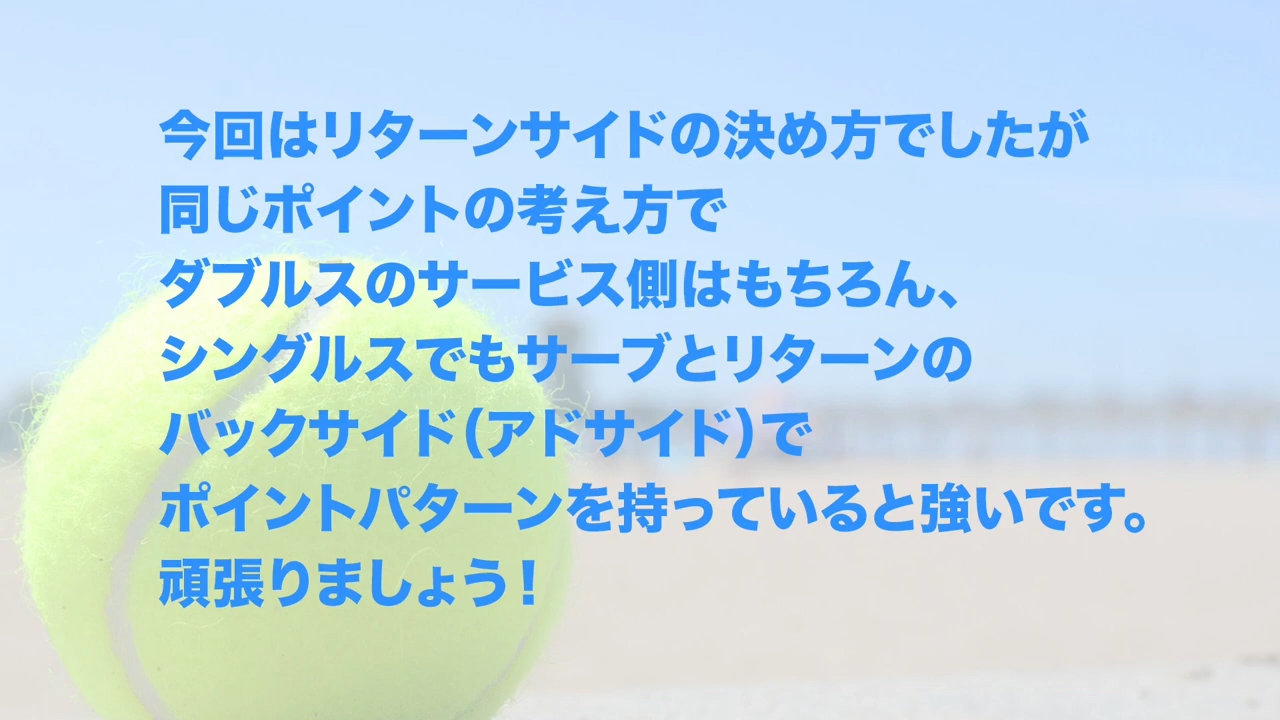 今回はリターンサイドの決め方でしたが
同じポイントの考え方で
ダブルスのサービス側はもちろん、
シングルスでもサーブとリターンの
バックサイド(アドサイド)で
ポイントパターンを持っていると強いです。
頑張りましょう!